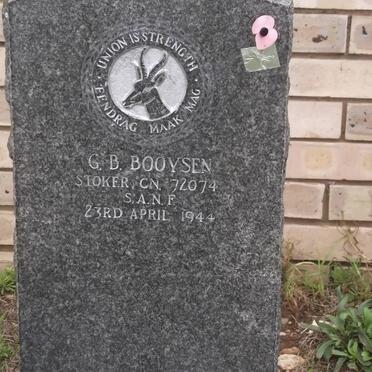 UNION IS STRENGTH
EENDRAG MAAK MAG
G. B. BOOYSEN
STOKER, CN. 72074
S.A.N.F.
23RD APRIL 1944